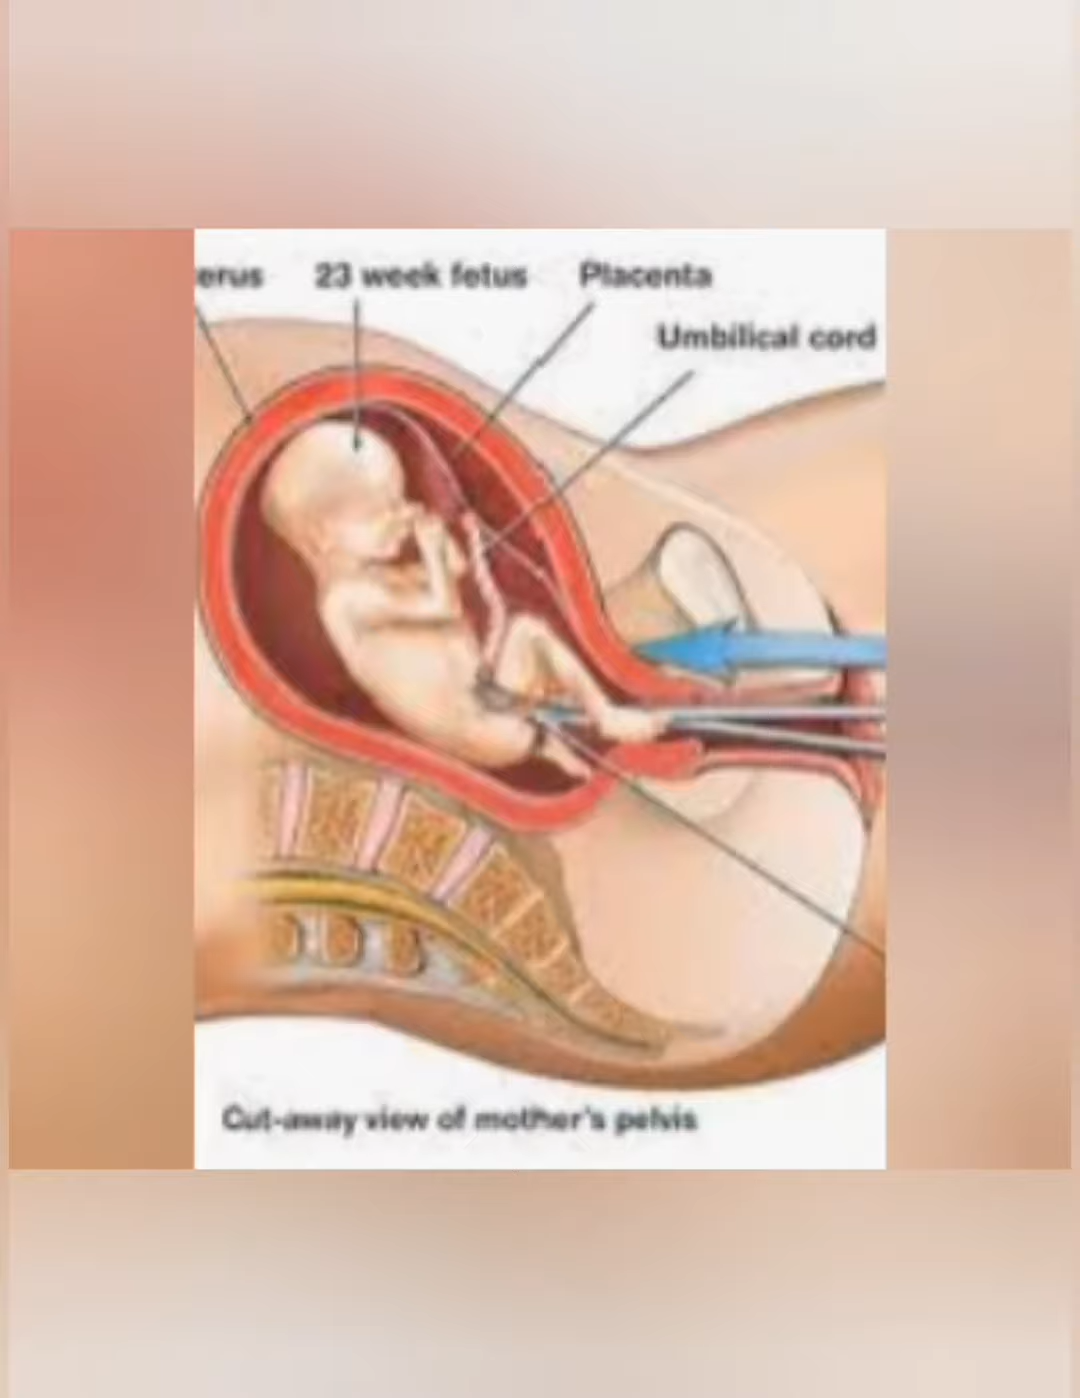 erus
23 week fetus
Placenta
Umbilical cord
Cut-away view of mother's pelvis